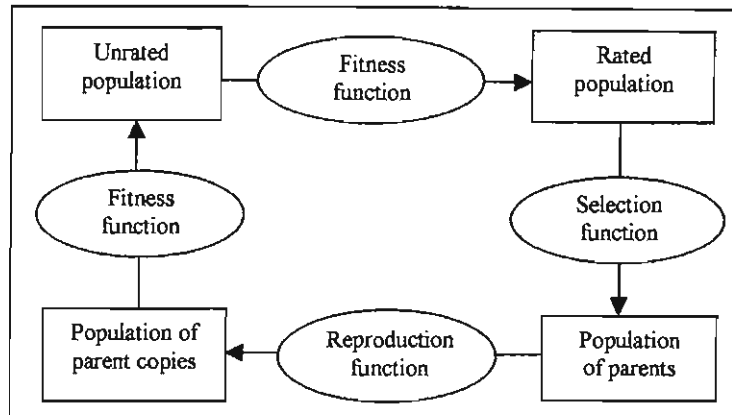 Unrated
population
Fitness
function
Rated
population
Fitness
function
Selection
function
Population of
parent copies
Reproduction
function
Population
of parents